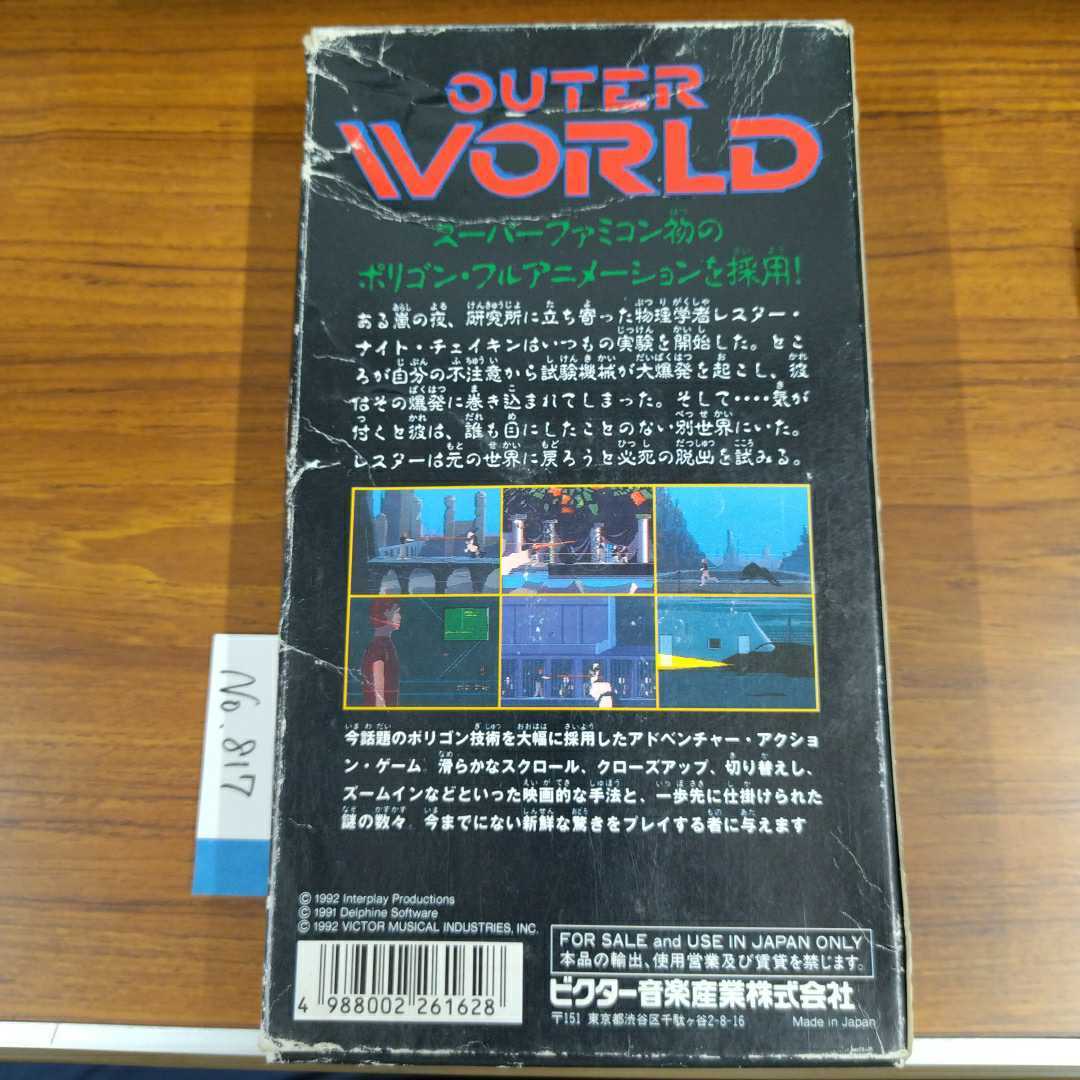 OUTER
WORLD
スーパーファミコン初の
ポリゴン・フルアニメーションを採用!
ある嵐の夜、研究所に立ち寄った物理学者レスター・
ナイト・チェイキンはいつもの実験を開始した。とこ
ろが自分の不注意から試験機械が大爆発を起こし、彼
はその爆発に巻き込まれてしまった。そして‥‥気が
付くと彼は、誰も目にしたことのない別世界にいた。
レスターは元の世界に戻ろうと必死の脱出を試みる。
今話題のポリゴン技術を大幅に採用したアドベンチャー・アクショ
ン・ゲーム 滑らかなスクロール、クローズアップ、切り替えし、
ズームインなどといった映画的な手法と、一歩先に仕掛けられた
謎の数々 今までにない新鮮な驚きをプレイする者に与えます
No. 817
© 1992 Interplay Productions
© 1991 Delphine Software
© 1992 VICTOR MUSICAL INDUSTRIES, INC.
4 988002 261628
FOR SALE and USE IN JAPAN ONLY
本品の輸出、使用営業及び賃貸を禁じます。
ビクター音楽産業株式会社
〒151 東京都渋谷区千駄ヶ谷2-8-16
Made in Japan